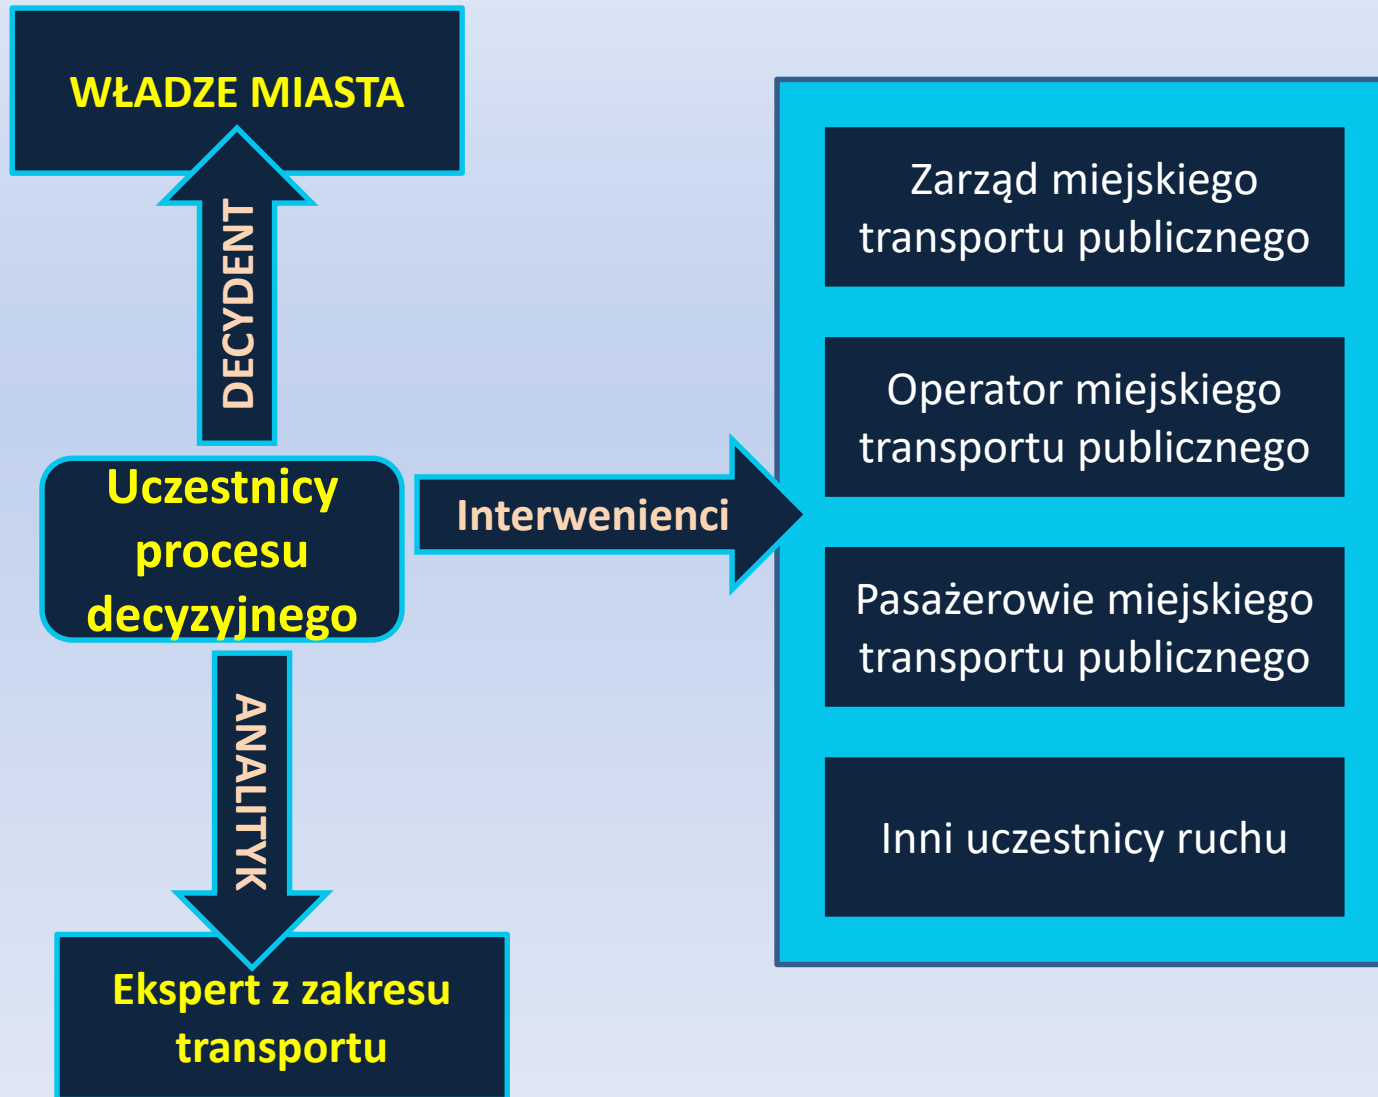 WŁADZE MIASTA
DECYDENT
Uczestnicy
procesu
decyzyjnego
Interwenienci
ANALITYK
Ekspert z zakresu
transportu
Zarząd miejskiego
transportu publicznego
Operator miejskiego
transportu publicznego
Pasażerowie miejskiego
transportu publicznego
Inni uczestnicy ruchu